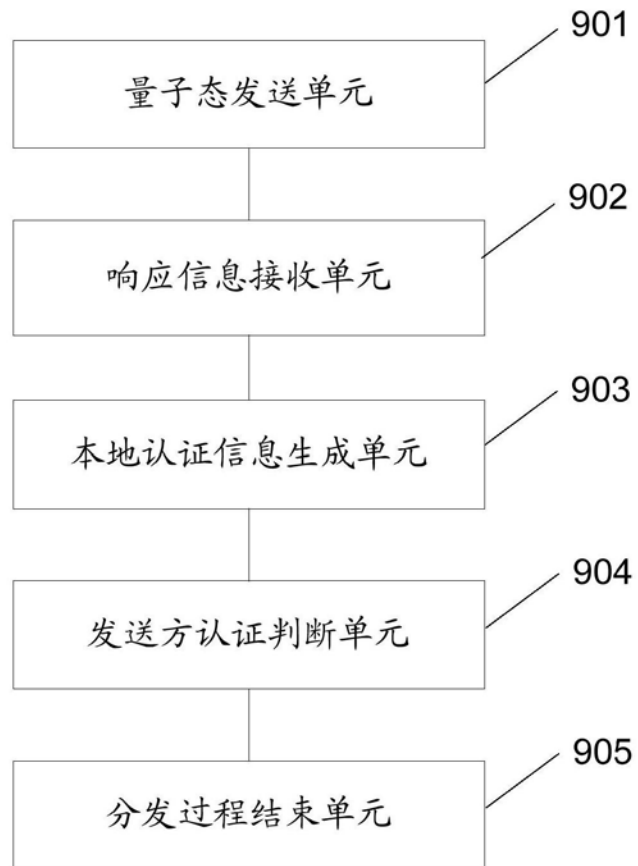 901
量子态发送单元
902
响应信息接收单元
903
本地认证信息生成单元
904
发送方认证判断单元
905
分发过程结束单元